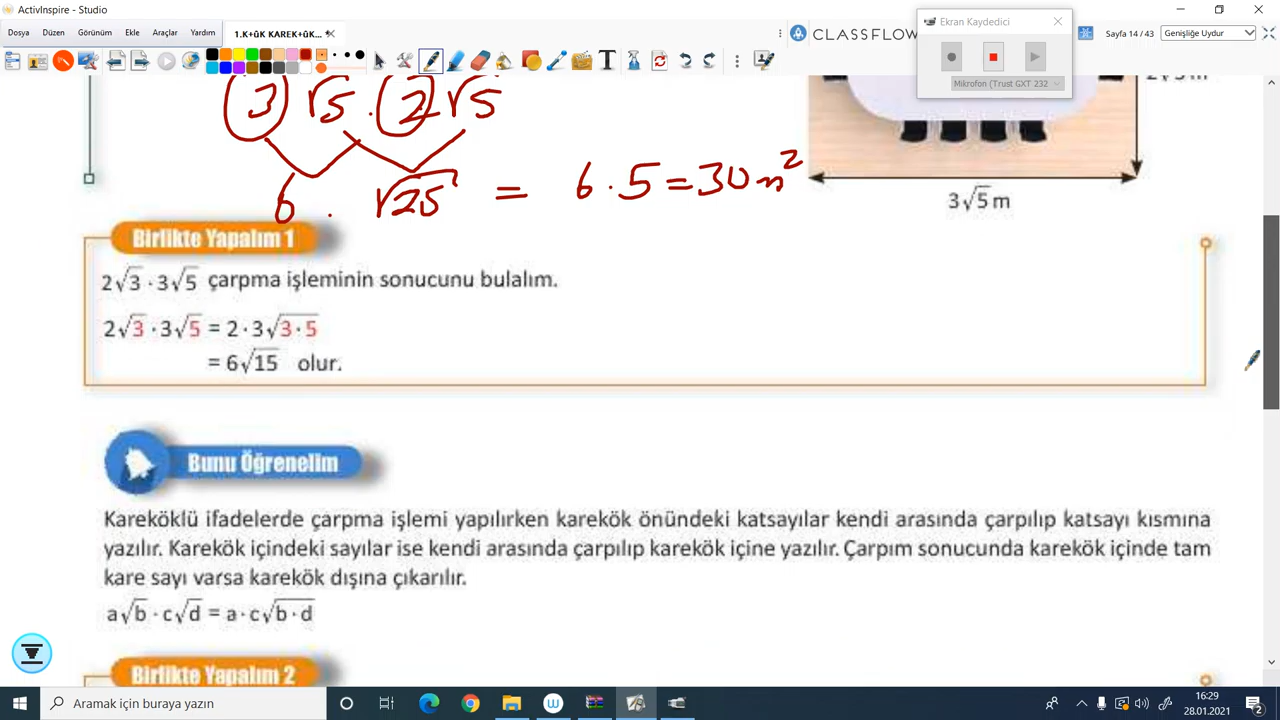 ActivInspire - Studio
Ekran Kaydedici
Dosya Düzen Görünüm Ekle Araçlar Yardım
1.K+üK KAREK+üK...
CLASSFLOW
Sayfa 14 / 43
Genişliğe Uydur
Mikrofon (Trust GXT 232
3 √5 . 2 √5
6 . √25 = 6.5=30 m²
3√5 m
Birlikte Yapalım 1
2√3 · 3√5 çarpma işleminin sonucunu bulalım.
2√3 · 3√5 = 2 · 3√3 · 5
= 6√15 olur.
Bunu Öğrenelim
Kareköklü ifadelerde çarpma işlemi yapılırken karekök önündeki katsayılar kendi arasında çarpılıp katsayı kısmına
yazılır. Karekök içindeki sayılar ise kendi arasında çarpılıp karekök içine yazılır. Çarpım sonucunda karekök içinde tam
kare sayı varsa karekök dışına çıkarılır.
a√b · c√d = a · c√b · d
Birlikte Yapalım 2
Aramak için buraya yazın
16:29
28.01.2021
2